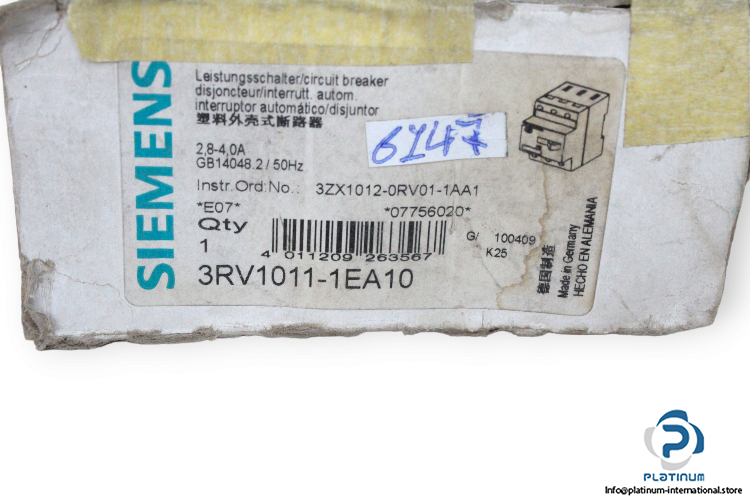 SIEMENS
Leistungsschalter/circuit breaker
disjoncteur/interrutt. autom.
interruptor automático/disjuntor
塑料外壳式断路器
2,8-4,0A
GB14048.2 / 50Hz
Instr.Ord.No.: 3ZX1012-0RV01-1AA1
*E07* *07756020*
Qty
1
4 011209 263567
G/ 100409
K25
3RV1011-1EA10
6147
德国制造
Made in Germany
HECHO EN ALEMANIA
PLATINUM
Info@platinum-international.store